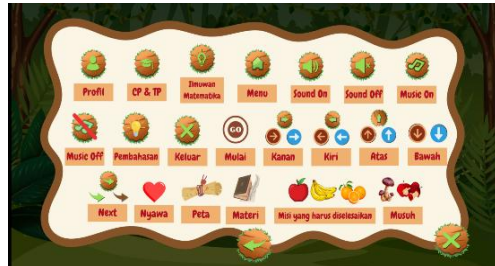 Profil CP & TP Ilmuwan Matematika Menu Sound On Sound Off Music On
GO
Music Off Pembahasan Keluar Mulai Kanan Kiri Atas Bawah
Next Nyawa Peta Materi Misi yang harus diselesaikan Musuh